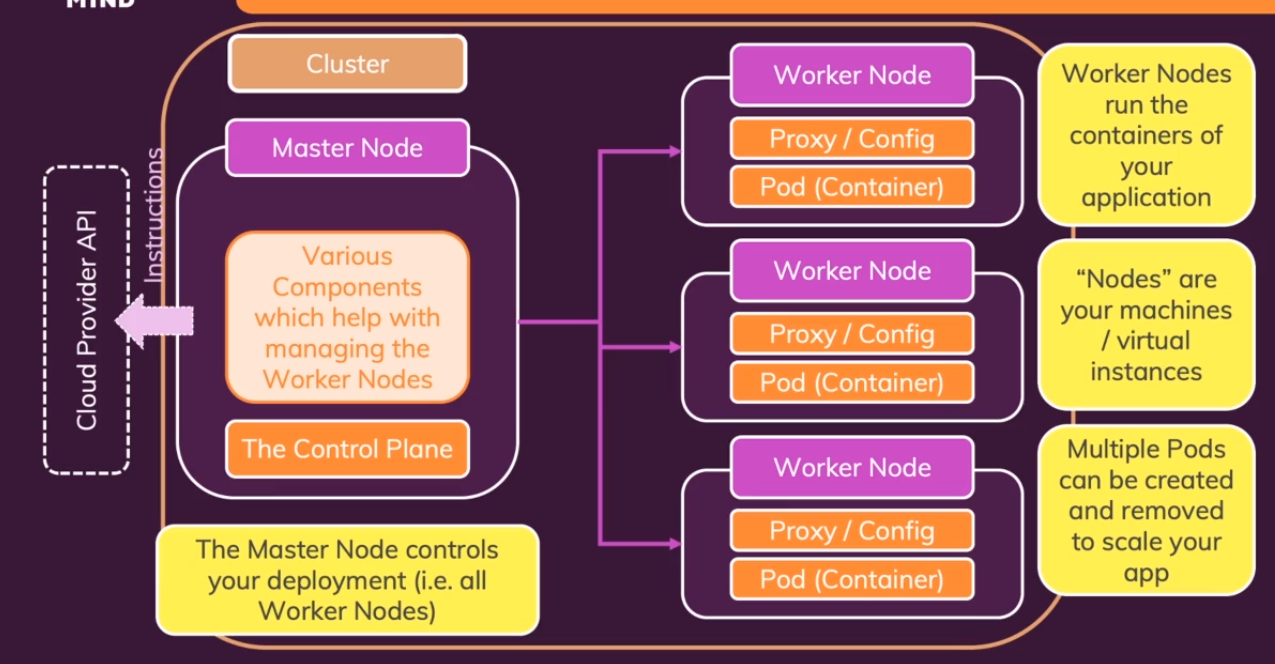 MIND
Cluster
Master Node
Instructions
Cloud Provider API
Various
Components
which help with
managing the
Worker Nodes
The Control Plane
The Master Node controls
your deployment (i.e. all
Worker Nodes)
Worker Node
Proxy / Config
Pod (Container)
Worker Node
Proxy / Config
Pod (Container)
Worker Node
Proxy / Config
Pod (Container)
Worker Nodes
run the
containers of
your
application
“Nodes” are
your machines
/ virtual
instances
Multiple Pods
can be created
and removed
to scale your
app